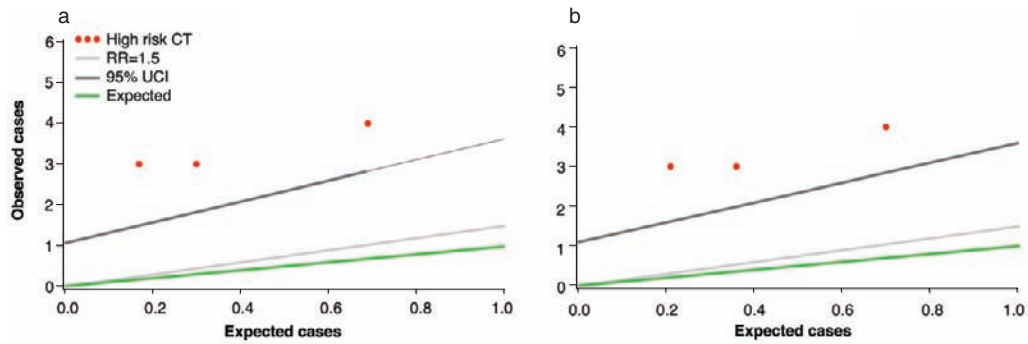 a
High risk CT
RR=1.5
95% UCI
Expected
6
5
4
3
2
1
0
Observed cases
0.0 0.2 0.4 0.6 0.8 1.0
Expected cases
b
6
5
4
3
2
1
0
0.0 0.2 0.4 0.6 0.8 1.0
Expected cases